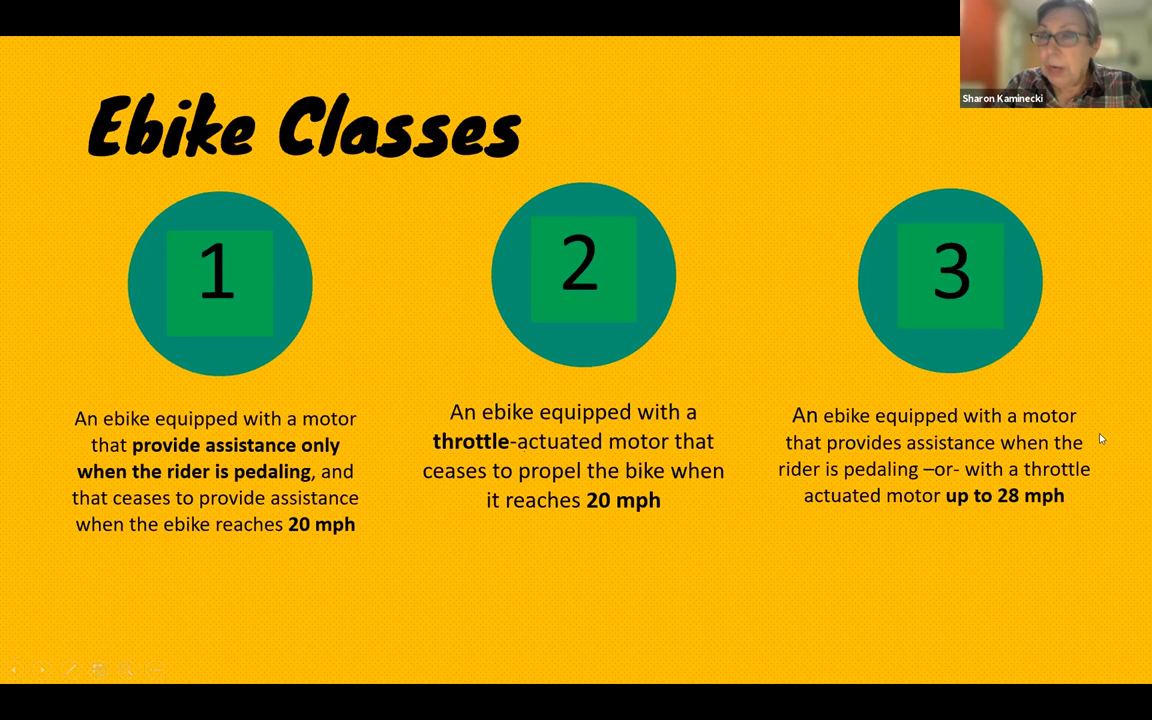 Sharon Kaminecki
Ebike Classes
1
An ebike equipped with a motor
that provide assistance only
when the rider is pedaling, and
that ceases to provide assistance
when the ebike reaches 20 mph
2
An ebike equipped with a
throttle-actuated motor that
ceases to propel the bike when
it reaches 20 mph
3
An ebike equipped with a motor
that provides assistance when the
rider is pedaling –or- with a throttle
actuated motor up to 28 mph